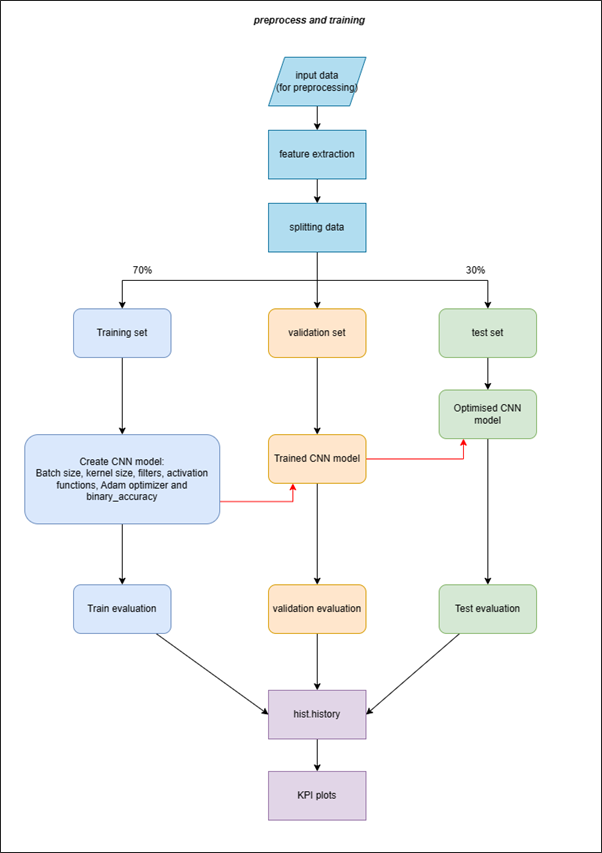 preprocess and training
input data
(for preprocessing)
feature extraction
splitting data
70%
30%
Training set
validation set
test set
Optimised CNN
model
Create CNN model:
Batch size, kernel size, filters, activation
functions, Adam optimizer and
binary_accuracy
Trained CNN model
Train evaluation
validation evaluation
Test evaluation
hist.history
KPI plots